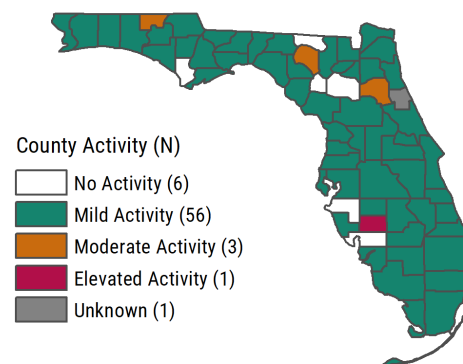 County Activity (N)
No Activity (6)
Mild Activity (56)
Moderate Activity (3)
Elevated Activity (1)
Unknown (1)